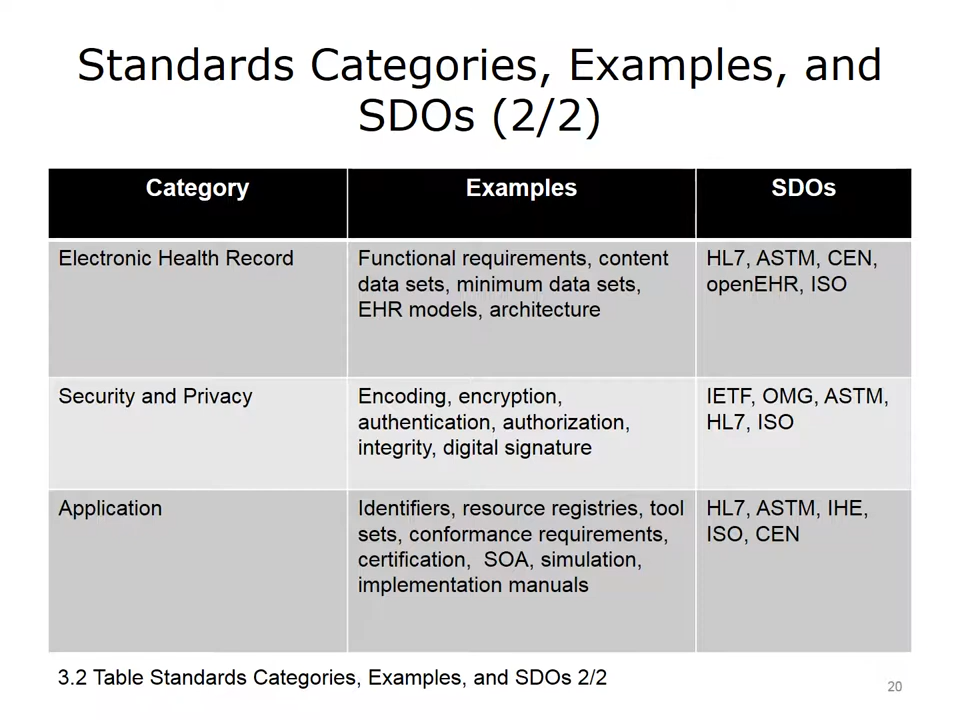 Standards Categories, Examples, and
SDOs (2/2)
Category
Examples
SDOs
Electronic Health Record
Functional requirements, content
data sets, minimum data sets,
EHR models, architecture
HL7, ASTM, CEN,
openEHR, ISO
Security and Privacy
Encoding, encryption,
authentication, authorization,
integrity, digital signature
IETF, OMG, ASTM,
HL7, ISO
Application
Identifiers, resource registries, tool
sets, conformance requirements,
certification,  SOA, simulation,
implementation manuals
HL7, ASTM, IHE,
ISO, CEN
3.2 Table Standards Categories, Examples, and SDOs 2/2
20